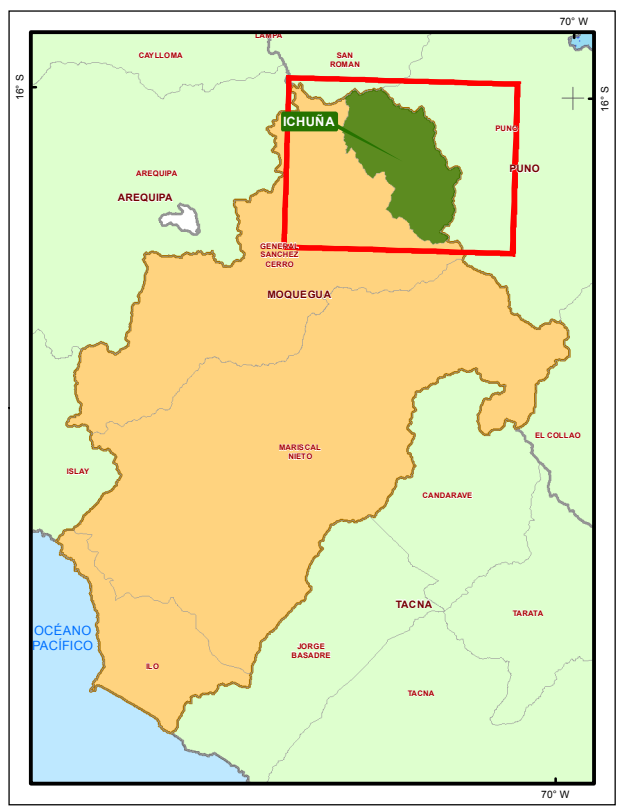 70° W
LAMPA
CAYLLOMA
SAN
ROMAN
16° S
16° S
ICHUÑA
PUNO
PUNO
AREQUIPA
AREQUIPA
GENERAL
SANCHEZ
CERRO
MOQUEGUA
EL COLLAO
MARISCAL
NIETO
ISLAY
CANDARAVE
TACNA
TARATA
OCÉANO
PACÍFICO
JORGE
BASADRE
ILO
TACNA
70° W